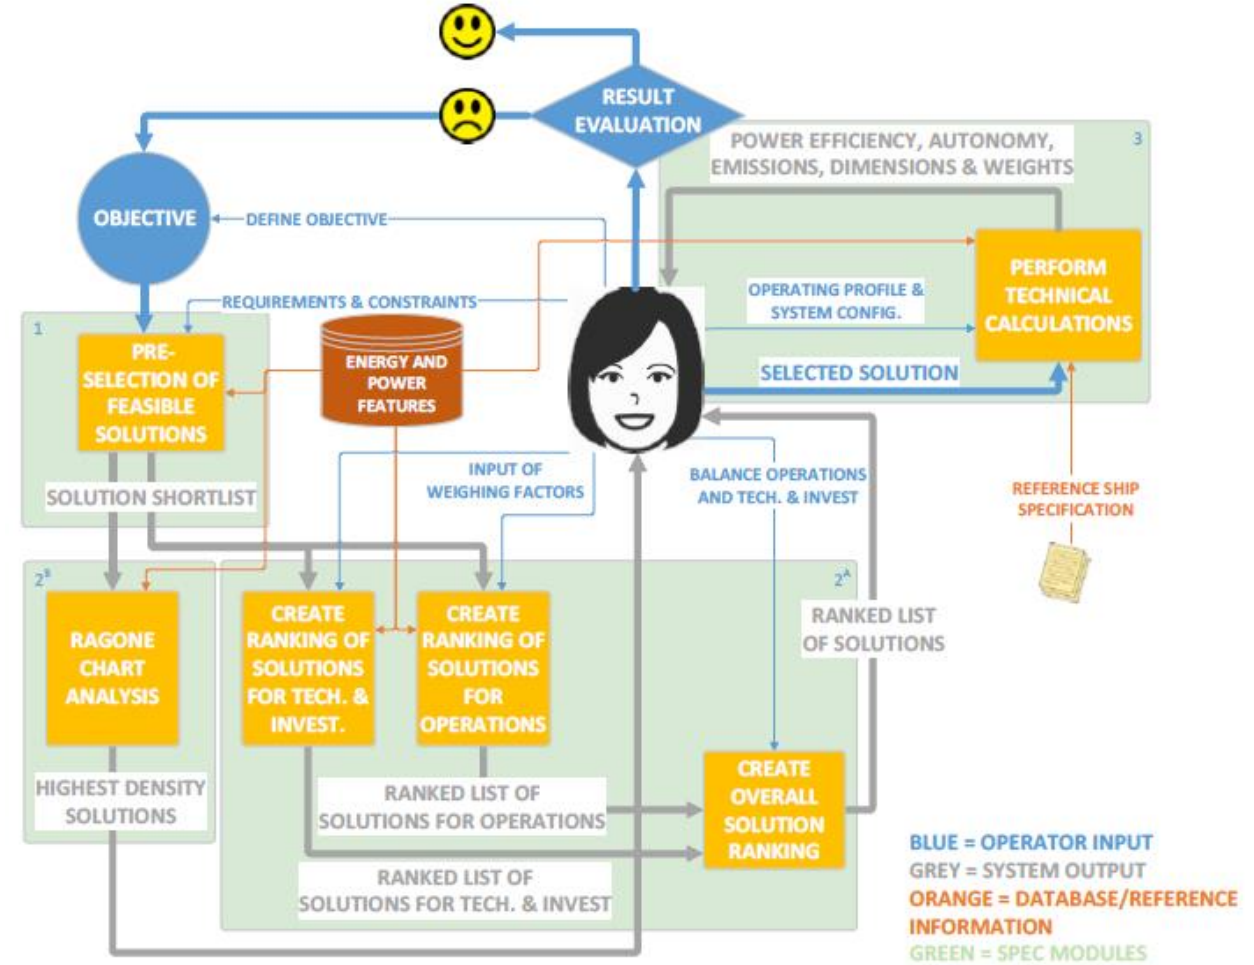 RESULT
EVALUATION
POWER EFFICIENCY, AUTONOMY,
EMISSIONS, DIMENSIONS & WEIGHTS
3
OBJECTIVE
DEFINE OBJECTIVE
PERFORM
TECHNICAL
CALCULATIONS
REQUIREMENTS & CONSTRAINTS
OPERATING PROFILE &
SYSTEM CONFIG.
1
PRE-
SELECTION OF
FEASIBLE
SOLUTIONS
ENERGY AND
POWER
FEATURES
SELECTED SOLUTION
SOLUTION SHORTLIST
INPUT OF
WEIGHING FACTORS
BALANCE OPERATIONS
AND TECH. & INVEST
REFERENCE SHIP
SPECIFICATION
2B
2A
RAGONE
CHART
ANALYSIS
CREATE
RANKING OF
SOLUTIONS
FOR TECH. &
INVEST.
CREATE
RANKING OF
SOLUTIONS
FOR
OPERATIONS
RANKED LIST
OF SOLUTIONS
HIGHEST DENSITY
SOLUTIONS
RANKED LIST OF
SOLUTIONS FOR OPERATIONS
CREATE
OVERALL
SOLUTION
RANKING
RANKED LIST OF
SOLUTIONS FOR TECH. & INVEST
BLUE = OPERATOR INPUT
GREY = SYSTEM OUTPUT
ORANGE = DATABASE/REFERENCE
INFORMATION
GREEN = SPEC MODULES